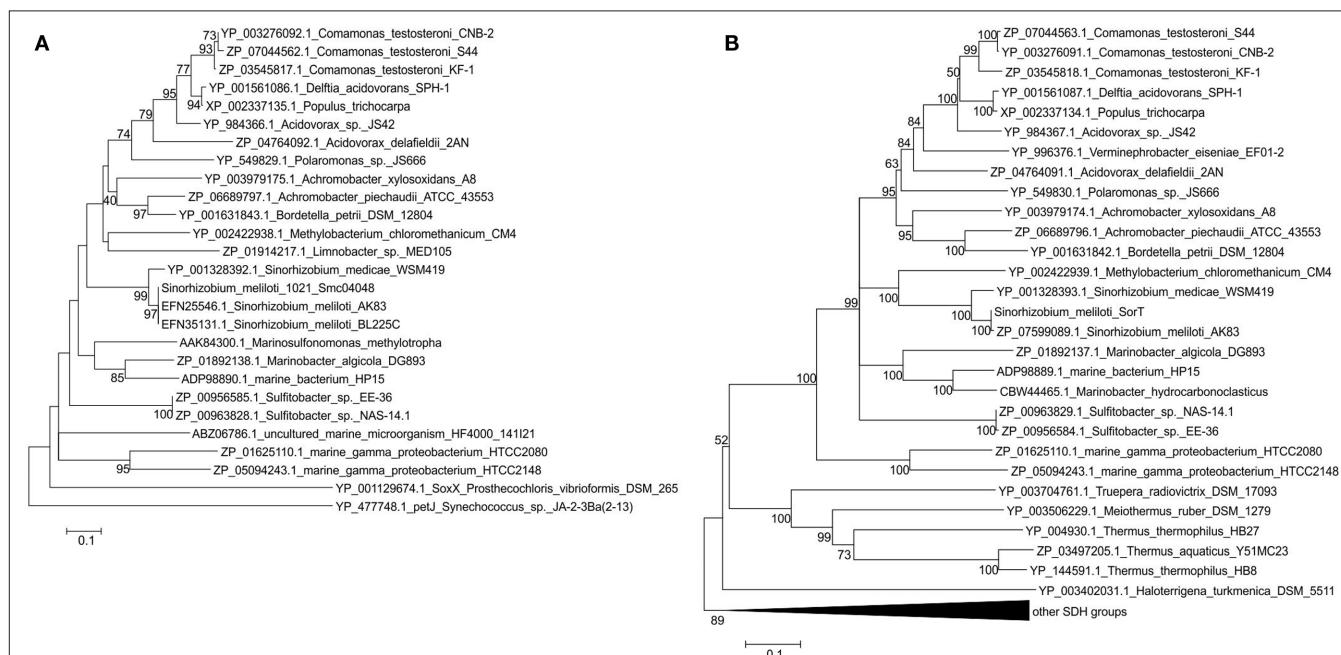 A
73
YP_003276092.1_Comamonas_testosteroni_CNB-2
93
ZP_07044562.1_Comamonas_testosteroni_S44
ZP_03545817.1_Comamonas_testosteroni_KF-1
77
YP_001561086.1_Delftia_acidovorans_SPH-1
95
94
XP_002337135.1_Populus_trichocarpa
79
YP_984366.1_Acidovorax_sp._JS42
74
ZP_04764092.1_Acidovorax_delafieldii_2AN
YP_549829.1_Polaromonas_sp._JS666
YP_003979175.1_Achromobacter_xylosoxidans_A8
40
ZP_06689797.1_Achromobacter_piechaudii_ATCC_43553
97
YP_001631843.1_Bordetella_petrii_DSM_12804
YP_002422938.1_Methylobacterium_chloromethanicum_CM4
ZP_01914217.1_Limnobacter_sp._MED105
YP_001328392.1_Sinorhizobium_medicae_WSM419
Sinorhizobium_meliloti_1021_Smc04048
99
EFN25546.1_Sinorhizobium_meliloti_AK83
97
EFN35131.1_Sinorhizobium_meliloti_BL225C
AAK84300.1_Marinosulfonomonas_methylotropha
ZP_01892138.1_Marinobacter_algicola_DG893
85
ADP98890.1_marine_bacterium_HP15
ZP_00956585.1_Sulfitobacter_sp._EE-36
100
ZP_00963828.1_Sulfitobacter_sp._NAS-14.1
ABZ06786.1_uncultured_marine_microorganism_HF4000_141I21
ZP_01625110.1_marine_gamma_proteobacterium_HTCC2080
95
ZP_05094243.1_marine_gamma_proteobacterium_HTCC2148
YP_001129674.1_SoxX_Prosthecochloris_vibrioformis_DSM_265
YP_477748.1_petJ_Synechococcus_sp._JA-2-3Ba(2-13)
0.1
B
100
ZP_07044563.1_Comamonas_testosteroni_S44
99
YP_003276091.1_Comamonas_testosteroni_CNB-2
50
ZP_03545818.1_Comamonas_testosteroni_KF-1
YP_001561087.1_Delftia_acidovorans_SPH-1
100
100
XP_002337134.1_Populus_trichocarpa
84
YP_984367.1_Acidovorax_sp._JS42
84
YP_996376.1_Verminephrobacter_eiseniae_EF01-2
63
ZP_04764091.1_Acidovorax_delafieldii_2AN
95
YP_549830.1_Polaromonas_sp._JS666
YP_003979174.1_Achromobacter_xylosoxidans_A8
95
ZP_06689796.1_Achromobacter_piechaudii_ATCC_43553
100
YP_001631842.1_Bordetella_petrii_DSM_12804
YP_002422939.1_Methylobacterium_chloromethanicum_CM4
100
YP_001328393.1_Sinorhizobium_medicae_WSM419
99
Sinorhizobium_meliloti_SorT
100
100
ZP_07599089.1_Sinorhizobium_meliloti_AK83
ZP_01892137.1_Marinobacter_algicola_DG893
100
ADP98889.1_marine_bacterium_HP15
100
100
CBW44465.1_Marinobacter_hydrocarbonoclasticus
ZP_00963829.1_Sulfitobacter_sp._NAS-14.1
100
ZP_00956584.1_Sulfitobacter_sp._EE-36
52
ZP_01625110.1_marine_gamma_proteobacterium_HTCC2080
100
ZP_05094243.1_marine_gamma_proteobacterium_HTCC2148
YP_003704761.1_Truepera_radiovictrix_DSM_17093
100
YP_003506229.1_Meiothermus_ruber_DSM_1279
99
YP_004930.1_Thermus_thermophilus_HB27
73
ZP_03497205.1_Thermus_aquaticus_Y51MC23
100
YP_144591.1_Thermus_thermophilus_HB8
YP_003402031.1_Haloterrigena_turkmenica_DSM_5511
other SDH groups
89
0.1